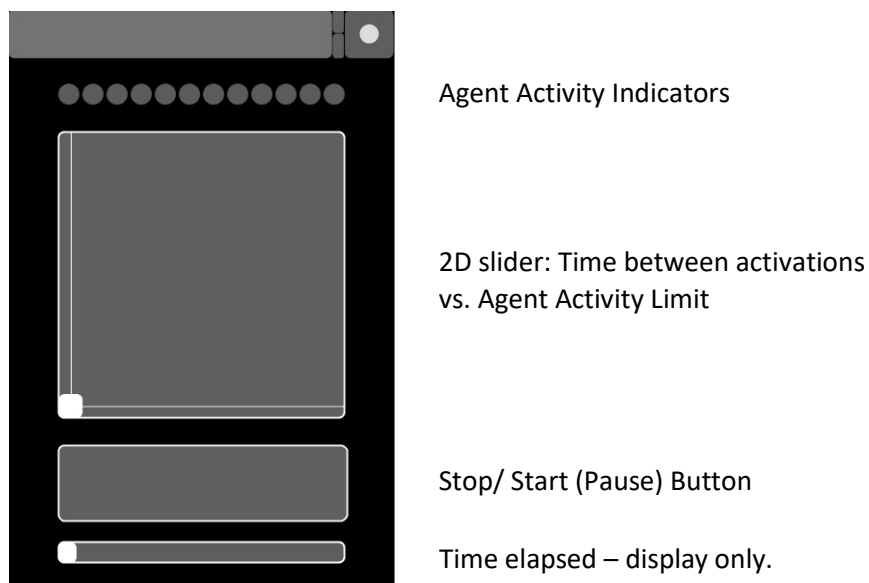 Agent Activity Indicators
2D slider: Time between activations
vs. Agent Activity Limit
Stop/ Start (Pause) Button
Time elapsed – display only.